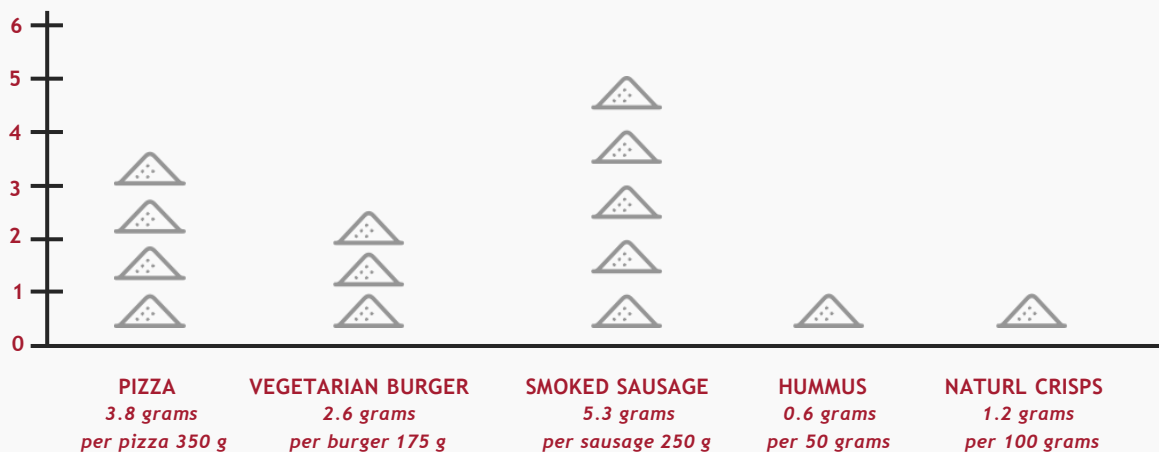 6
5
4
3
2
1
0
PIZZA
3.8 grams
per pizza 350 g
VEGETARIAN BURGER
2.6 grams
per burger 175 g
SMOKED SAUSAGE
5.3 grams
per sausage 250 g
HUMMUS
0.6 grams
per 50 grams
NATURL CRISPS
1.2 grams
per 100 grams